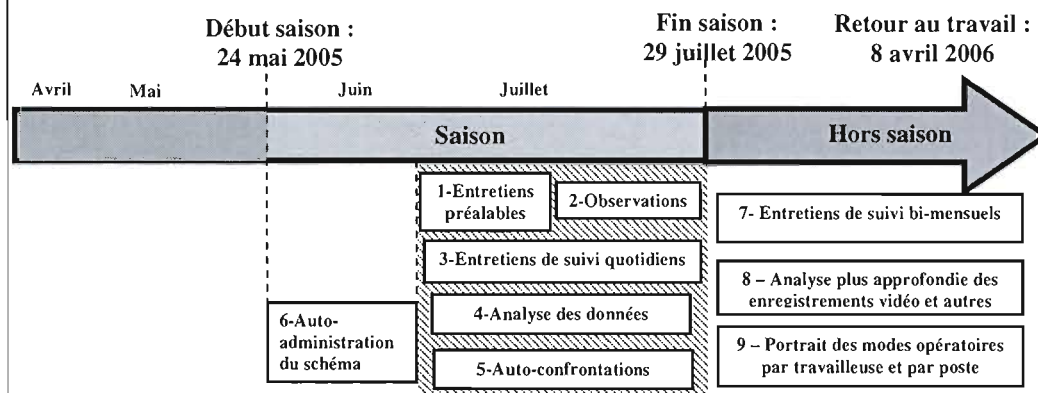 Début saison :
24 mai 2005
Fin saison :
29 juillet 2005
Retour au travail :
8 avril 2006
Avril
Mai
Juin
Juillet
Saison
Hors saison
1-Entretiens
préalables
2-Observations
3-Entretiens de suivi quotidiens
4-Analyse des données
5-Auto-confrontations
6-Auto-
administration
du schéma
7- Entretiens de suivi bi-mensuels
8 – Analyse plus approfondie des
enregistrements vidéo et autres
9 – Portrait des modes opératoires
par travailleuse et par poste